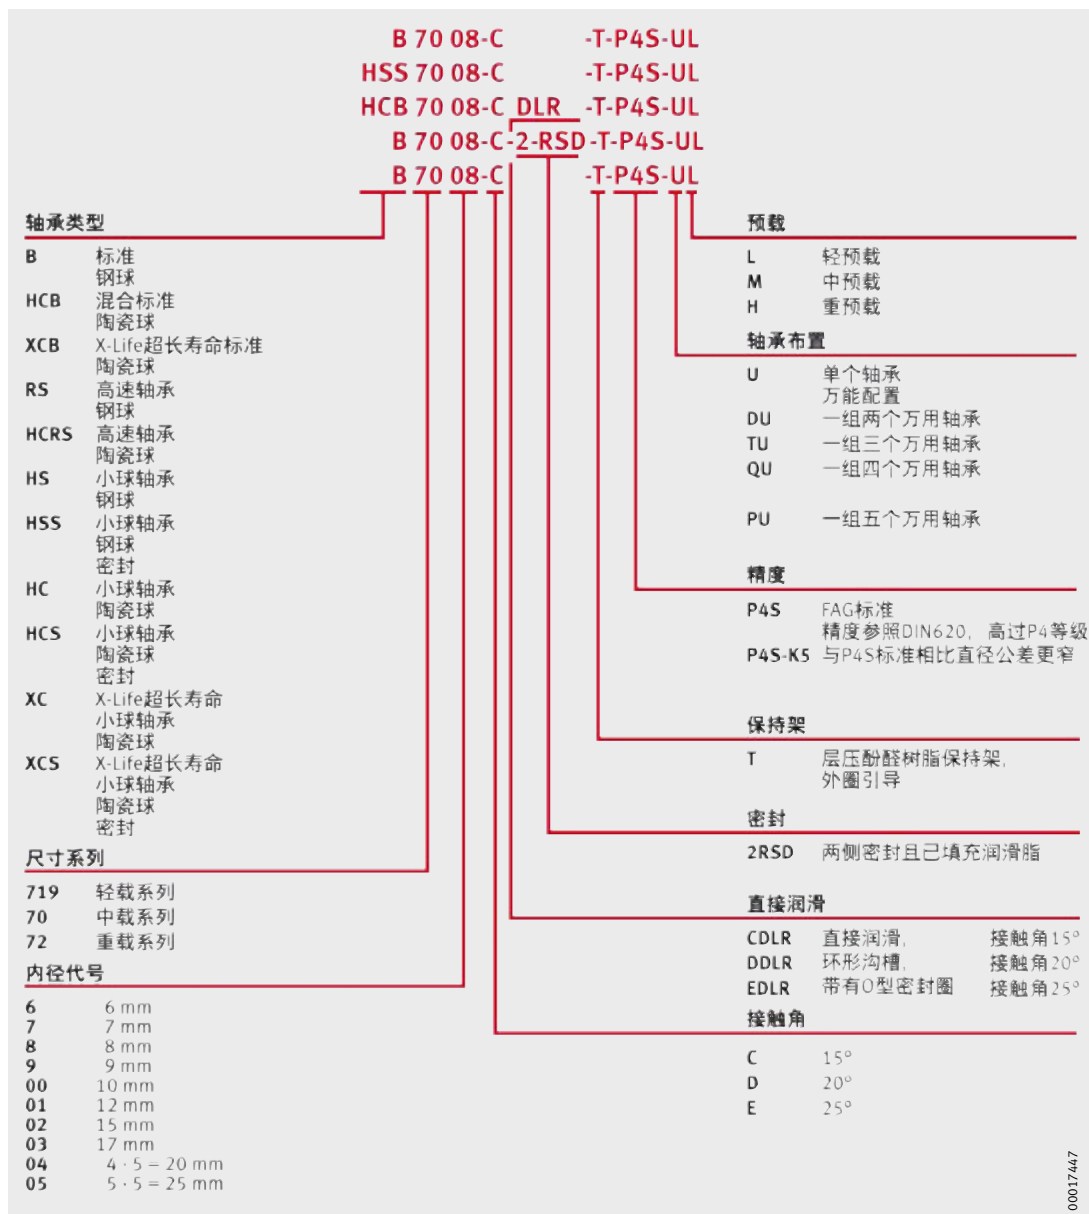 B 70 08-C -T-P4S-UL
HSS 70 08-C -T-P4S-UL
HCB 70 08-C DLR -T-P4S-UL
B 70 08-C-2-RSD-T-P4S-UL
B 70 08-C -T-P4S-UL
轴承类型
B 标准
钢球
HCB 混合标准
陶瓷球
XCB X-Life超长寿命标准
陶瓷球
RS 高速轴承
钢球
HCRS 高速轴承
陶瓷球
HS 小球轴承
钢球
HSS 小球轴承
钢球
密封
HC 小球轴承
陶瓷球
HCS 小球轴承
陶瓷球
密封
XC X-Life超长寿命
小球轴承
陶瓷球
XCS X-Life超长寿命
小球轴承
陶瓷球
密封
尺寸系列
719 轻载系列
70 中载系列
72 重载系列
内径代号
6 6 mm
7 7 mm
8 8 mm
9 9 mm
00 10 mm
01 12 mm
02 15 mm
03 17 mm
04 4 · 5 = 20 mm
05 5 · 5 = 25 mm
预载
L 轻预载
M 中预载
H 重预载
轴承布置
U 单个轴承
万能配置
DU 一组两个万用轴承
TU 一组三个万用轴承
QU 一组四个万用轴承
PU 一组五个万用轴承
精度
P4S FAG标准
精度参照DIN620，高过P4等级
P4S-K5 与P4S标准相比直径公差更窄
保持架
T 层压酚醛树脂保持架,
外圈引导
密封
2RSD 两侧密封且已填充润滑脂
直接润滑
CDLR 直接润滑, 接触角15°
DDLR 环形沟槽, 接触角20°
EDLR 带有O型密封圈 接触角25°
接触角
C 15°
D 20°
E 25°
00017447